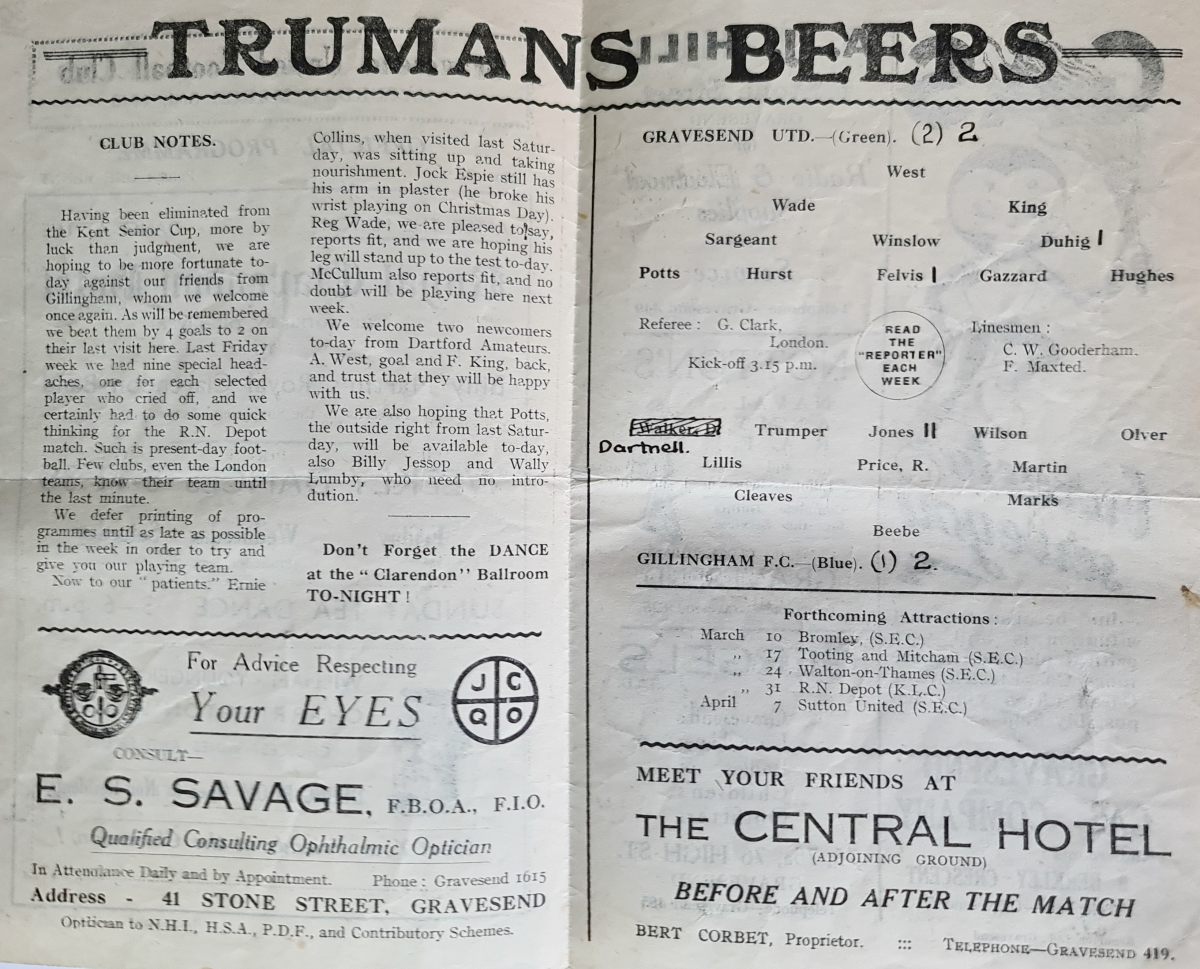 TRUMANS BEERS
CLUB NOTES.
Having been eliminated from
the Kent Senior Cup, more by
luck than judgment, we are
hoping to be more fortunate to-
day against our friends from
Gillingham, whom we welcome
once again. As will be remembered
we beat them by 4 goals to 2 on
their last visit here. Last Friday
week we had nine special head-
aches, one for each selected
player who cried off, and we
certainly had to do some quick
thinking for the R.N. Depot
match. Such is present-day foot-
ball. Few clubs, even the London
teams, know their team until
the last minute.
We defer printing of pro-
grammes until as late as possible
in the week in order to try and
give you our playing team.
Now to our "patients." Ernie
Collins, when visited last Satur-
day, was sitting up and taking
nourishment. Jock Espie still has
his arm in plaster (he broke his
wrist playing on Christmas Day).
Reg Wade, we are pleased to say,
reports fit, and we are hoping his
leg will stand up to the test to-day.
McCullum also reports fit, and no
doubt will be playing here next
week.
We welcome two newcomers
to-day from Dartford Amateurs.
A. West, goal and F. King, back,
and trust that they will be happy
with us.
We are also hoping that Potts,
the outside right from last Satur-
day, will be available to-day,
also Billy Jessop and Wally
Lumby, who need no intro-
dution.
Don't Forget the DANCE
at the "Clarendon" Ballroom
TO-NIGHT!
For Advice Respecting
Your EYES
J C
Q O
CONSULT—
E. S. SAVAGE, F.B.O.A., F.I.O.
Qualified Consulting Ophthalmic Optician
In Attendance Daily and by Appointment. Phone: Gravesend 1615
Address - 41 STONE STREET, GRAVESEND
Optician to N.H.I., H.S.A., P.D.F., and Contributory Schemes.
GRAVESEND UTD.—(Green). (2) 2
West
Wade King
Sargeant Winslow Duhig I
Potts Hurst Felvis I Gazzard Hughes
Referee: G. Clark,
London.
Kick-off 3.15 p.m.
READ
THE
"REPORTER"
EACH
WEEK
Linesmen:
C. W. Gooderham.
F. Maxted.
Walker, D. Trumper Jones II Wilson Olver
Dartnell.
Lillis Price, R. Martin
Cleaves Marks
Beebe
GILLINGHAM F.C.—(Blue). (1) 2.
Forthcoming Attractions:
March 10 Bromley, (S.E.C.)
,, 17 Tooting and Mitcham (S.E.C.)
,, 24 Walton-on-Thames (S.E.C.)
,, 31 R.N. Depot (K.L.C.)
April 7 Sutton United (S.E.C.)
MEET YOUR FRIENDS AT
THE CENTRAL HOTEL
(ADJOINING GROUND)
BEFORE AND AFTER THE MATCH
BERT CORBET, Proprietor. ::: TELEPHONE—GRAVESEND 419.